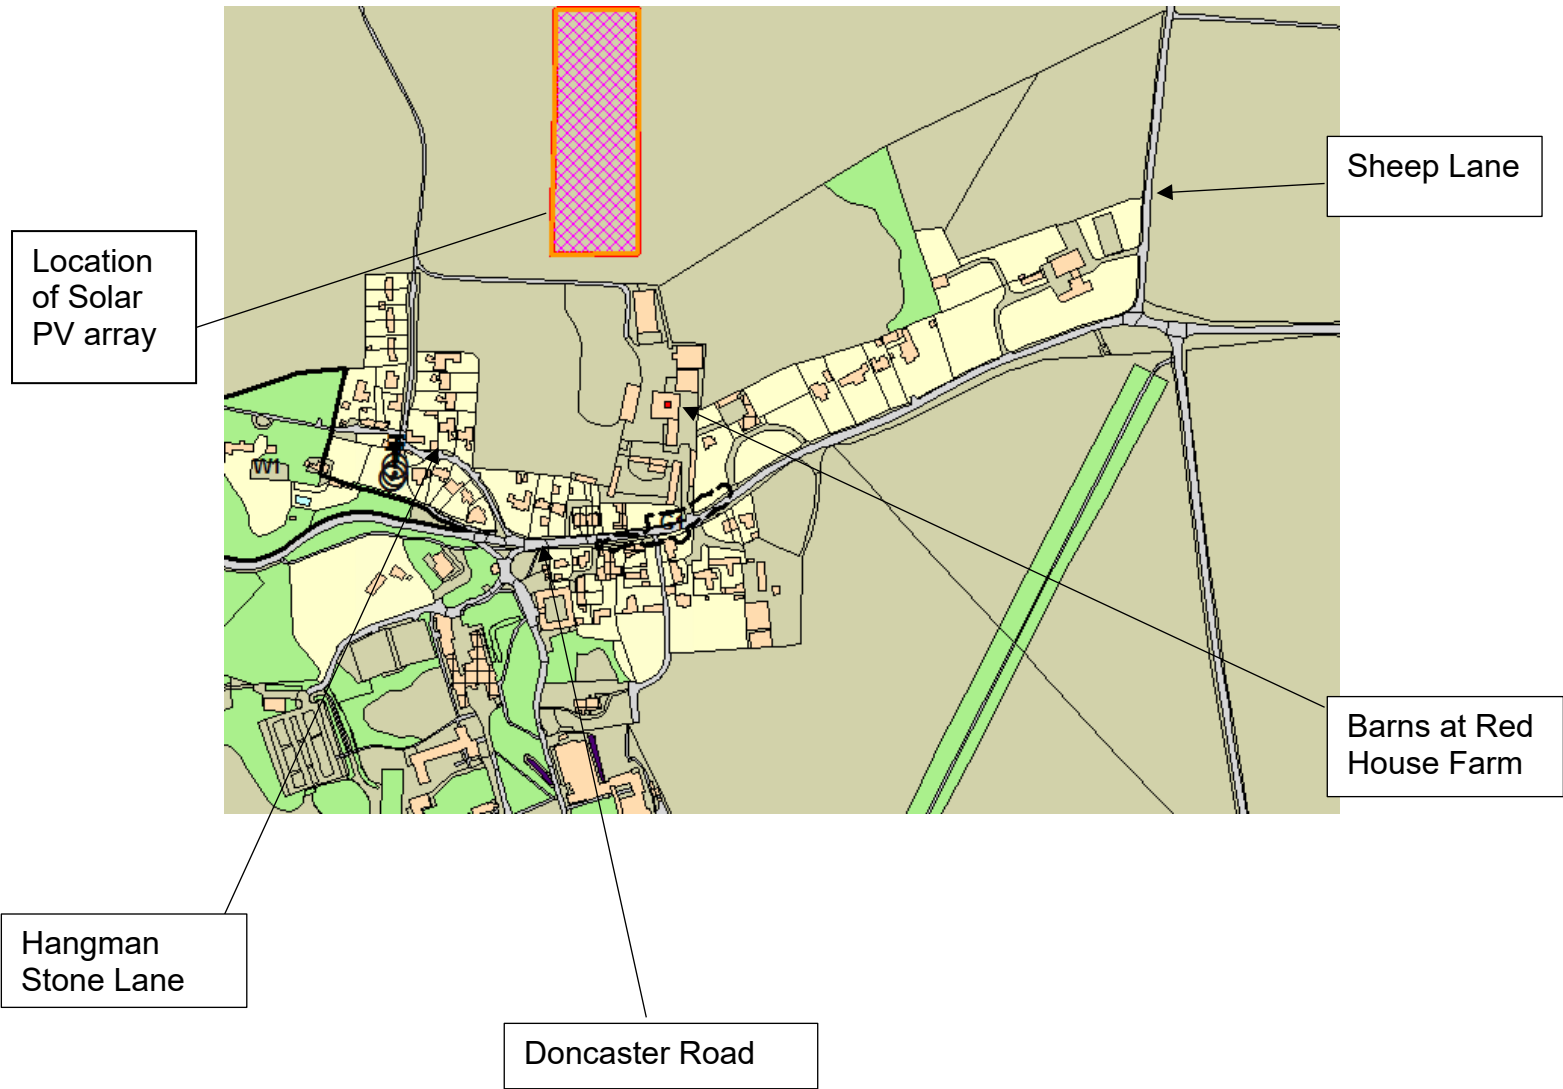 Sheep Lane
Location
of Solar
PV array
W1
Barns at Red
House Farm
Hangman
Stone Lane
Doncaster Road